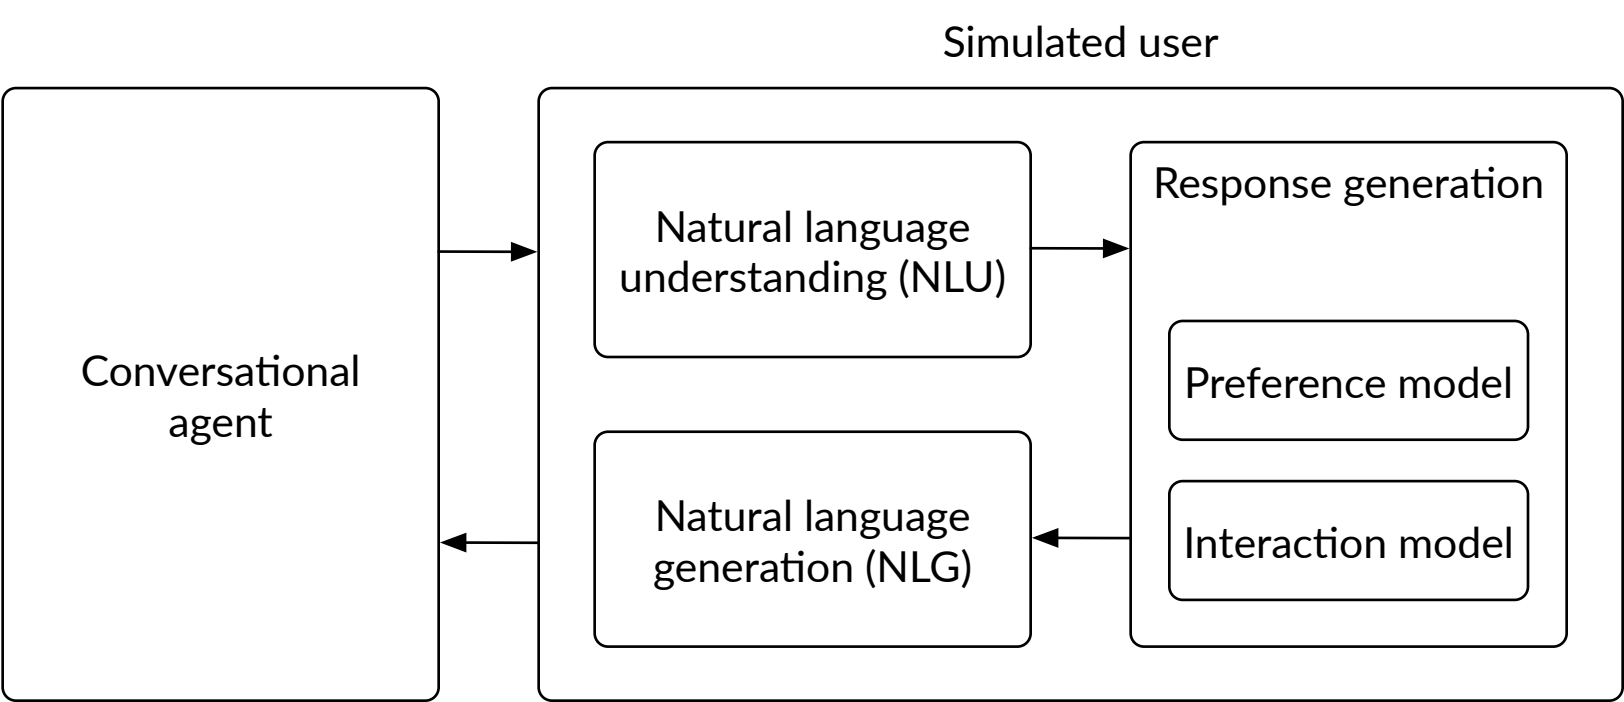 Simulated user
Conversational
agent
Natural language
understanding (NLU)
Response generation
Preference model
Natural language
generation (NLG)
Interaction model